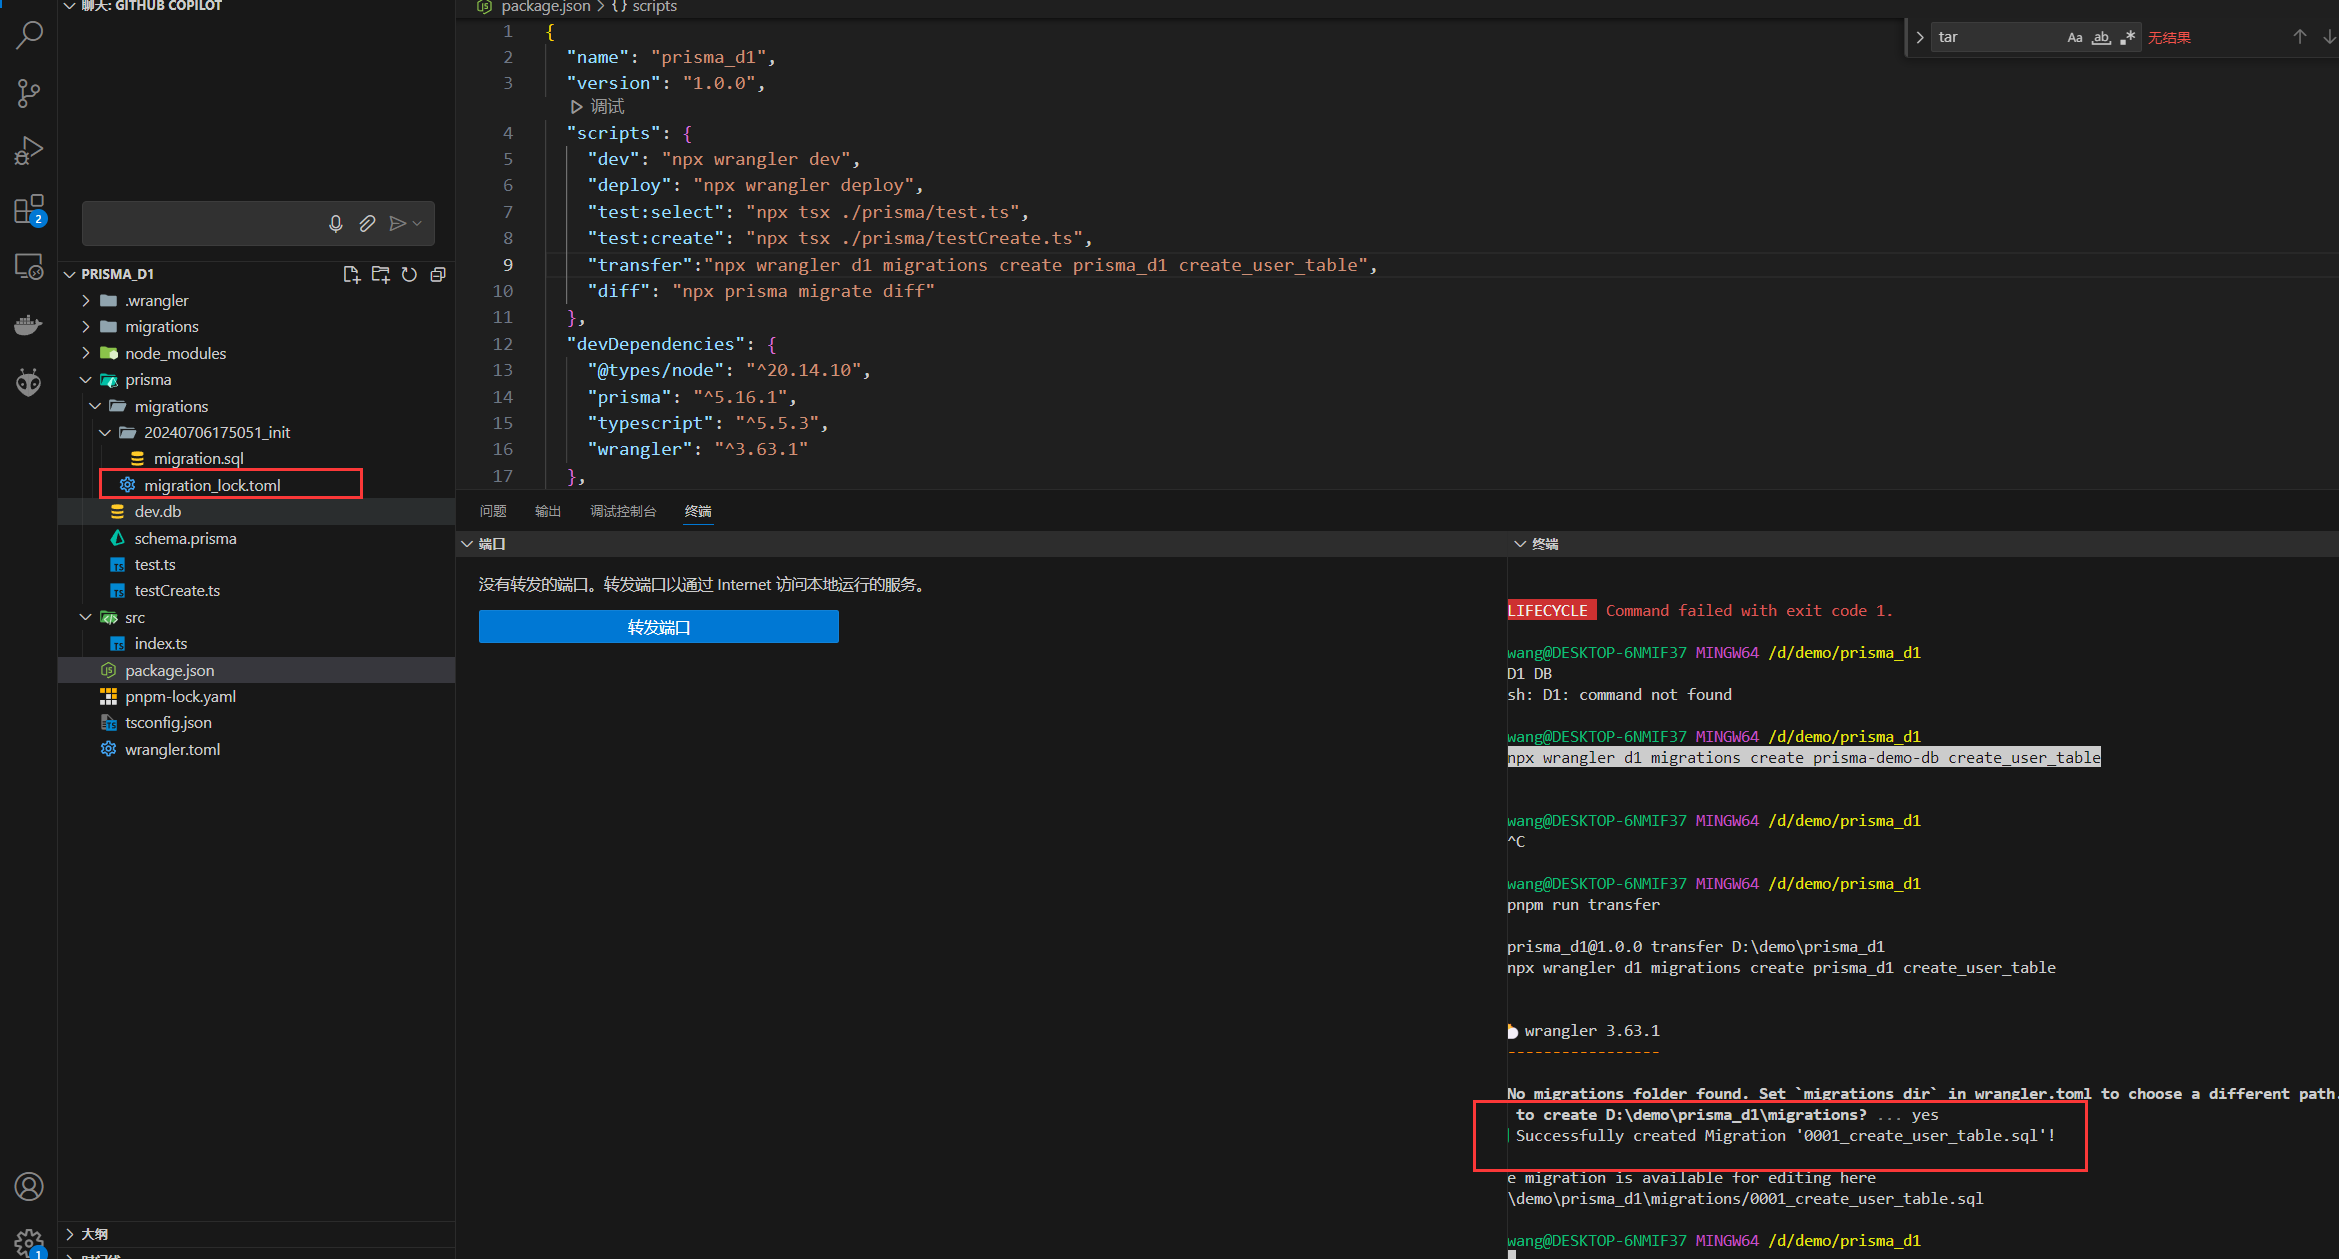 聊天: GITHUB COPILOT
2
PRISMA_D1
.wrangler
migrations
node_modules
prisma
migrations
20240706175051_init
migration.sql
migration_lock.toml
dev.db
schema.prisma
test.ts
testCreate.ts
src
index.ts
package.json
pnpm-lock.yaml
tsconfig.json
wrangler.toml
大纲
1
package.json > {} scripts
tar
Aa ab .* 无结果
1 {
2 "name": "prisma_d1",
3 "version": "1.0.0",
调试
4 "scripts": {
5 "dev": "npx wrangler dev",
6 "deploy": "npx wrangler deploy",
7 "test:select": "npx tsx ./prisma/test.ts",
8 "test:create": "npx tsx ./prisma/testCreate.ts",
9 "transfer":"npx wrangler d1 migrations create prisma_d1 create_user_table",
10 "diff": "npx prisma migrate diff"
11 },
12 "devDependencies": {
13 "@types/node": "^20.14.10",
14 "prisma": "^5.16.1",
15 "typescript": "^5.5.3",
16 "wrangler": "^3.63.1"
17 },
问题 输出 调试控制台 终端
端口
没有转发的端口。转发端口以通过 Internet 访问本地运行的服务。
转发端口
终端
LIFECYCLE Command failed with exit code 1.
wang@DESKTOP-6NMIF37 MINGW64 /d/demo/prisma_d1
D1 DB
sh: D1: command not found
wang@DESKTOP-6NMIF37 MINGW64 /d/demo/prisma_d1
npx wrangler d1 migrations create prisma-demo-db create_user_table
wang@DESKTOP-6NMIF37 MINGW64 /d/demo/prisma_d1
^C
wang@DESKTOP-6NMIF37 MINGW64 /d/demo/prisma_d1
pnpm run transfer
prisma_d1@1.0.0 transfer D:\demo\prisma_d1
npx wrangler d1 migrations create prisma_d1 create_user_table
wrangler 3.63.1
-----------------
No migrations folder found. Set `migrations_dir` in wrangler.toml to choose a different path.
to create D:\demo\prisma_d1\migrations? ... yes
Successfully created Migration '0001_create_user_table.sql'!
e migration is available for editing here
\demo\prisma_d1\migrations/0001_create_user_table.sql
wang@DESKTOP-6NMIF37 MINGW64 /d/demo/prisma_d1